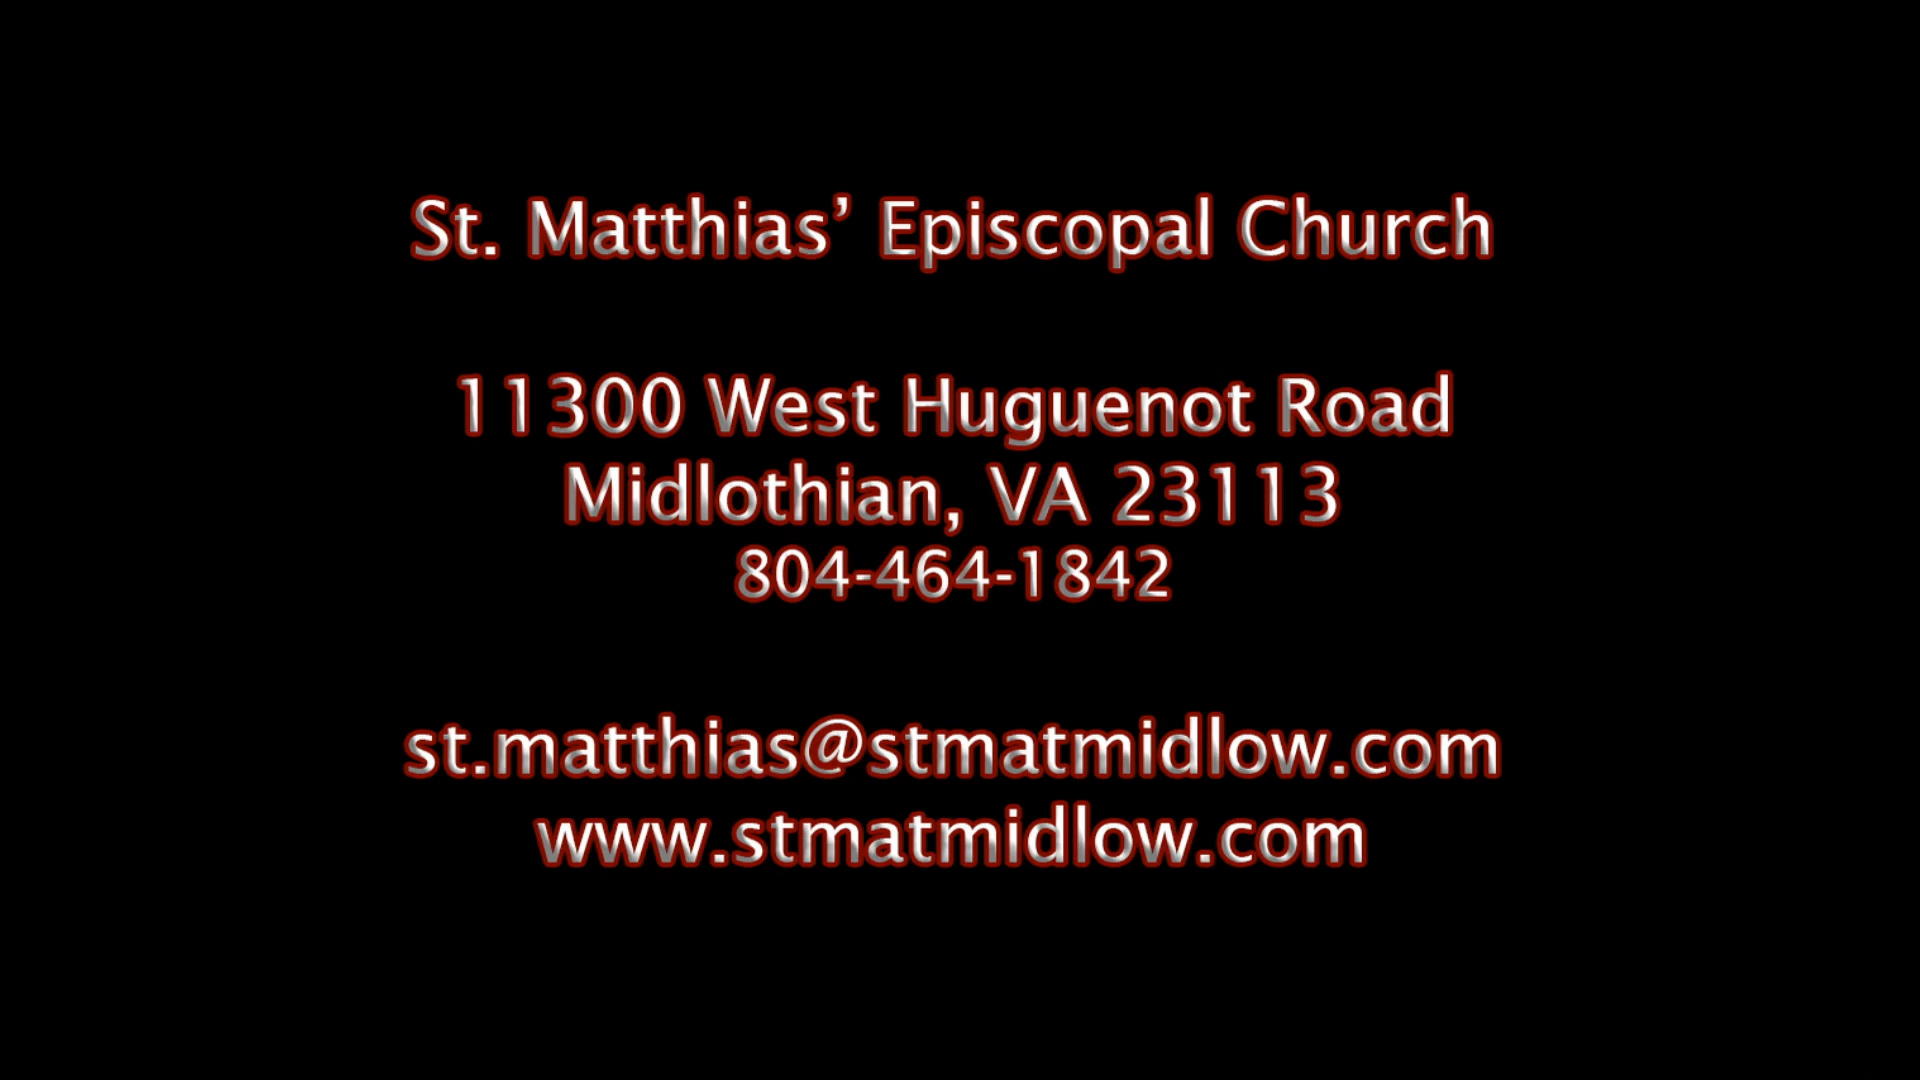 St. Matthias’ Episcopal Church
11300 West Huguenot Road
Midlothian, VA 23113
804-464-1842
st.matthias@stmatmidlow.com
www.stmatmidlow.com